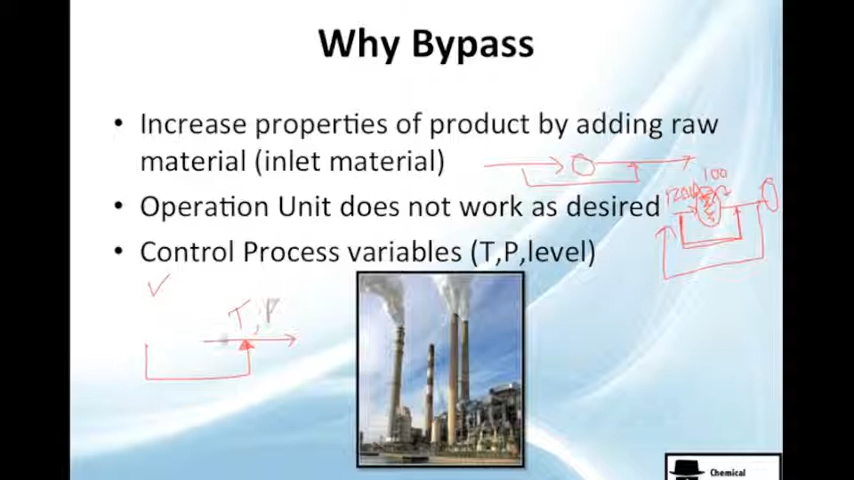 Why Bypass
• Increase properties of product by adding raw
material (inlet material)
100
120
• Operation Unit does not work as desired
• Control Process variables (T,P,level)
T,P
Chemical